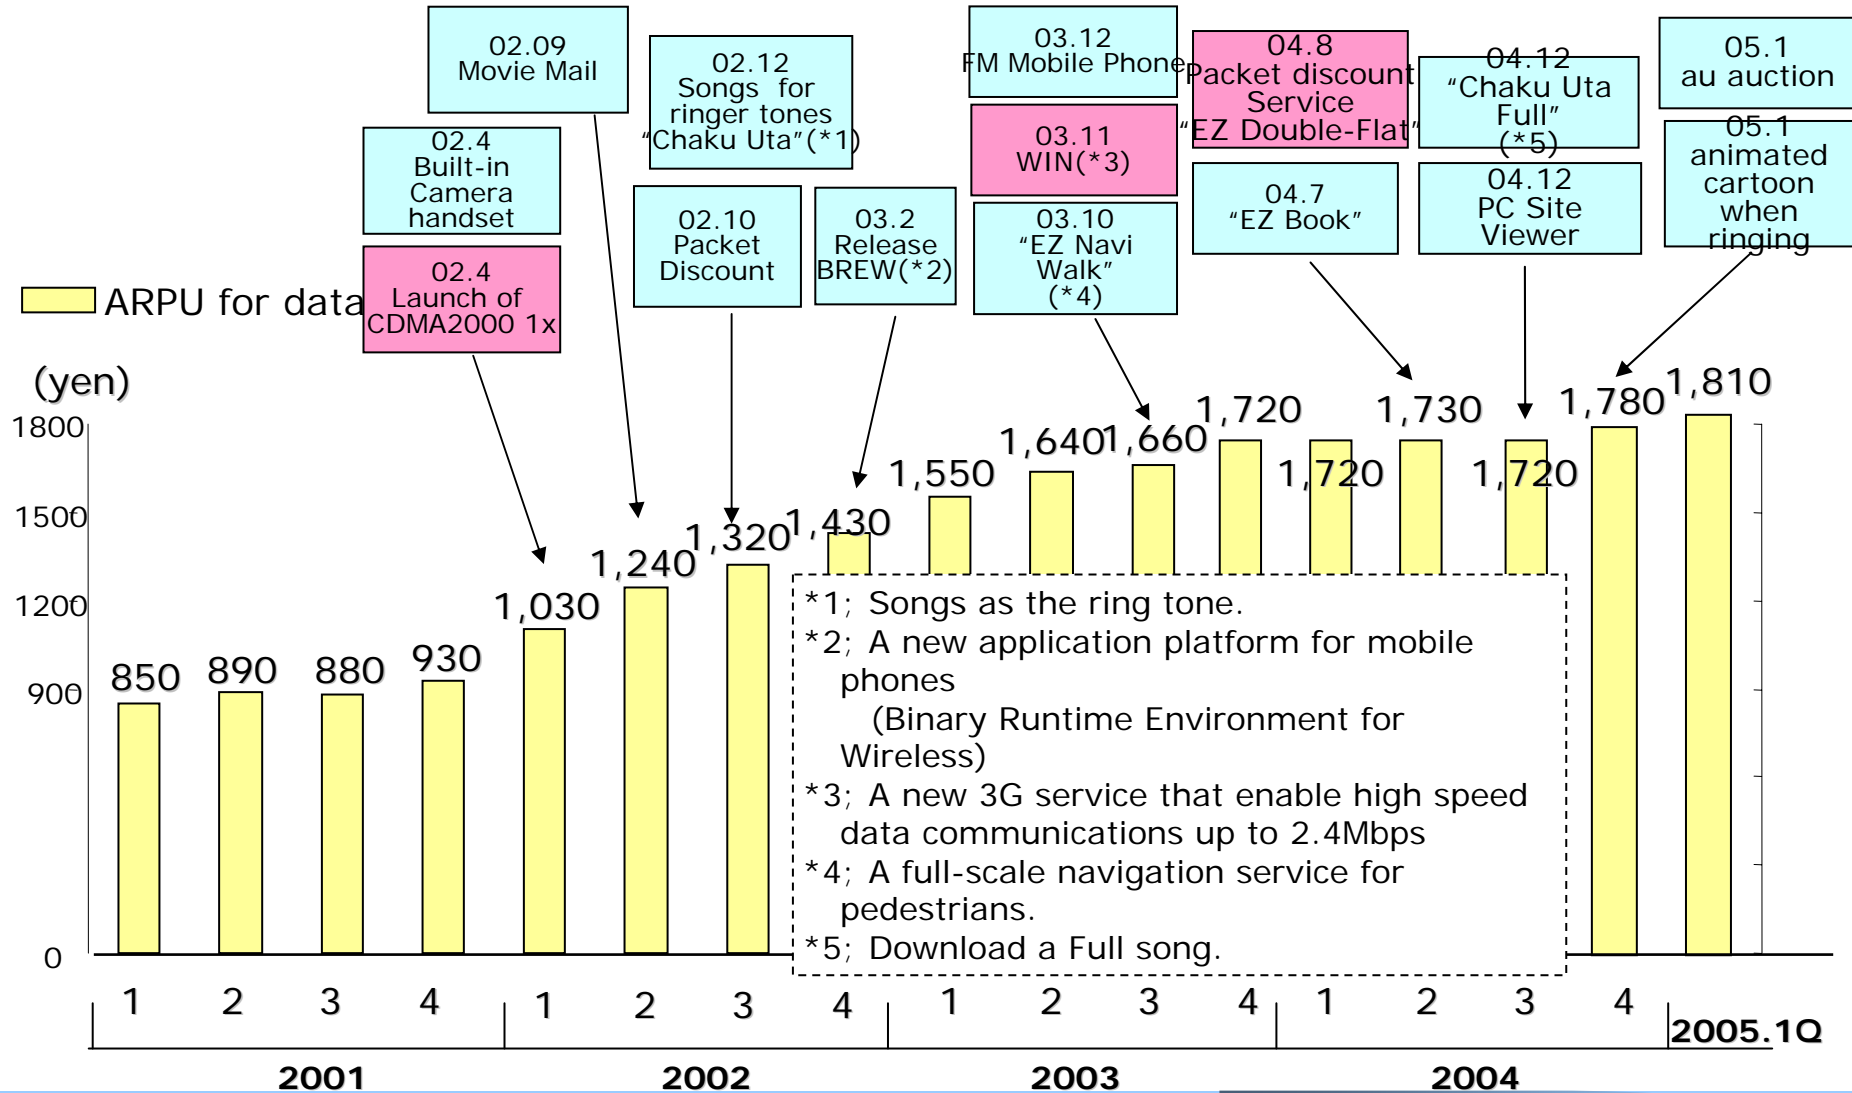 02.09
Movie Mail
02.12
Songs for
ringer tones
“Chaku Uta”(*1)
03.12
FM Mobile Phone
04.8
Packet discount
Service
“EZ Double-Flat”
04.12
“Chaku Uta
Full”
(*5)
05.1
au auction
02.4
Built-in
Camera
handset
03.11
WIN(*3)
05.1
animated
cartoon
when
ringing
02.4
Launch of
CDMA2000 1x
02.10
Packet
Discount
03.2
Release
BREW(*2)
03.10
“EZ Navi
Walk”
(*4)
04.7
“EZ Book”
04.12
PC Site
Viewer
ARPU for data
(yen)
1800
1500
1200
900
0
850
890
880
930
1,030
1,240
1,320
1,430
1,550
1,640
1,660
1,720
1,720
1,730
1,720
1,780
1,810
*1; Songs as the ring tone.
*2; A new application platform for mobile
phones
(Binary Runtime Environment for
Wireless)
*3; A new 3G service that enable high speed
data communications up to 2.4Mbps
*4; A full-scale navigation service for
pedestrians.
*5; Download a Full song.
1 2 3 4 1 2 3 4 1 2 3 4 1 2 3 4
2005.1Q
2001 2002 2003 2004